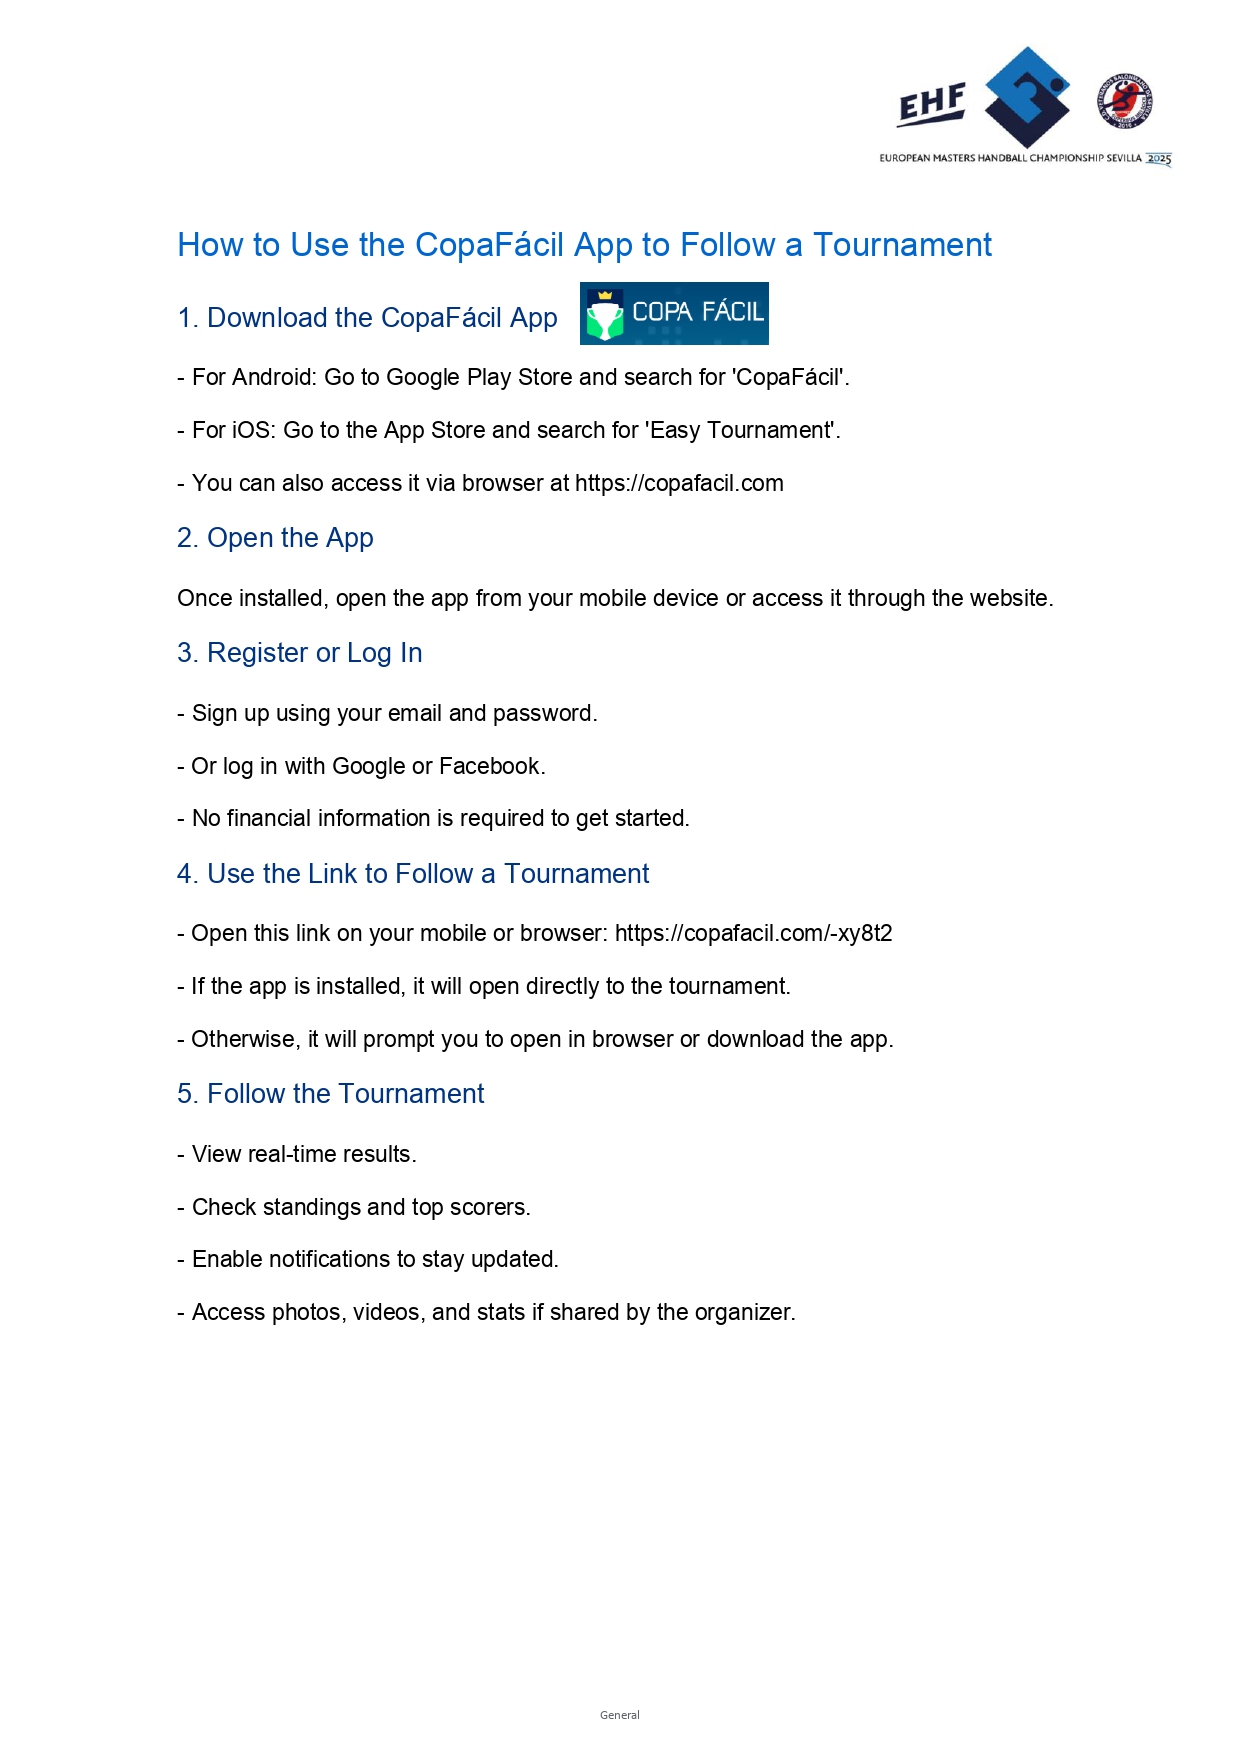 EHF
EUROPEAN MASTERS HANDBALL CHAMPIONSHIP SEVILLA 2025
How to Use the CopaFácil App to Follow a Tournament
1. Download the CopaFácil App
COPA FÁCIL
- For Android: Go to Google Play Store and search for 'CopaFácil'.
- For iOS: Go to the App Store and search for 'Easy Tournament'.
- You can also access it via browser at https://copafacil.com
2. Open the App
Once installed, open the app from your mobile device or access it through the website.
3. Register or Log In
- Sign up using your email and password.
- Or log in with Google or Facebook.
- No financial information is required to get started.
4. Use the Link to Follow a Tournament
- Open this link on your mobile or browser: https://copafacil.com/-xy8t2
- If the app is installed, it will open directly to the tournament.
- Otherwise, it will prompt you to open in browser or download the app.
5. Follow the Tournament
- View real-time results.
- Check standings and top scorers.
- Enable notifications to stay updated.
- Access photos, videos, and stats if shared by the organizer.
General